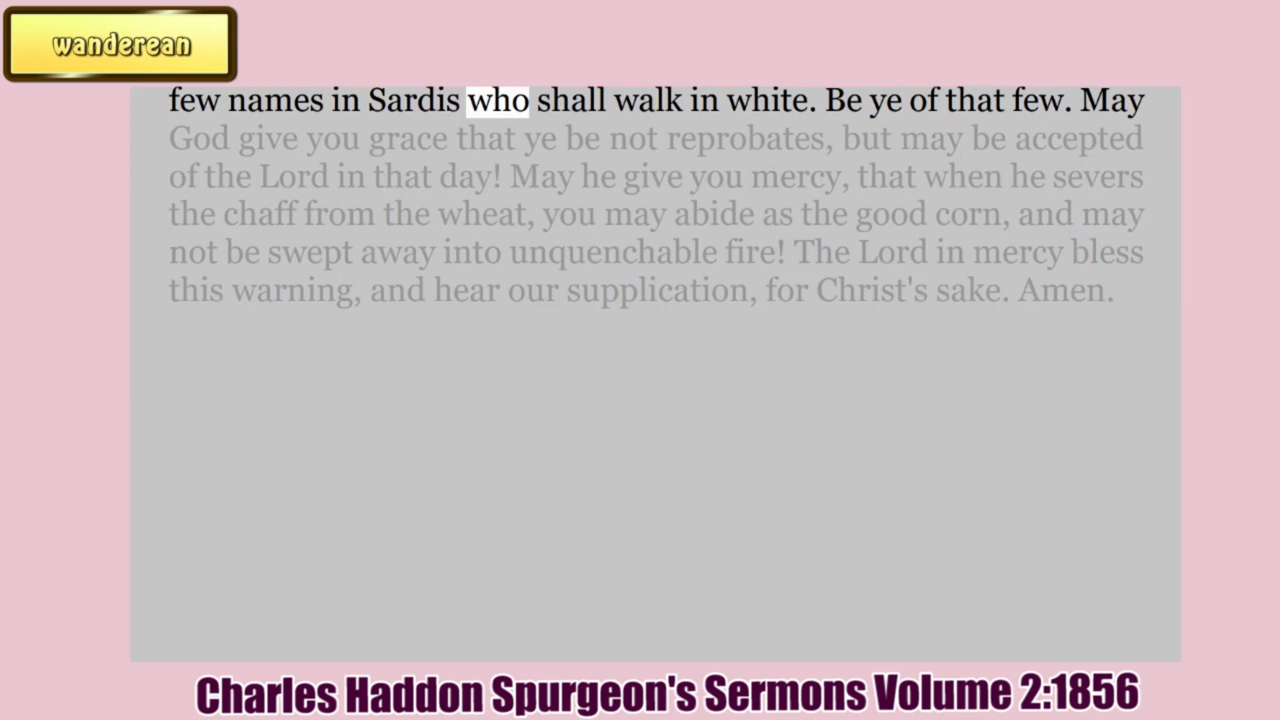 wanderean
few names in Sardis who shall walk in white. Be ye of that few. May
God give you grace that ye be not reprobates, but may be accepted
of the Lord in that day! May he give you mercy, that when he severs
the chaff from the wheat, you may abide as the good corn, and may
not be swept away into unquenchable fire! The Lord in mercy bless
this warning, and hear our supplication, for Christ's sake. Amen.
Charles Haddon Spurgeon's Sermons Volume 2:1856